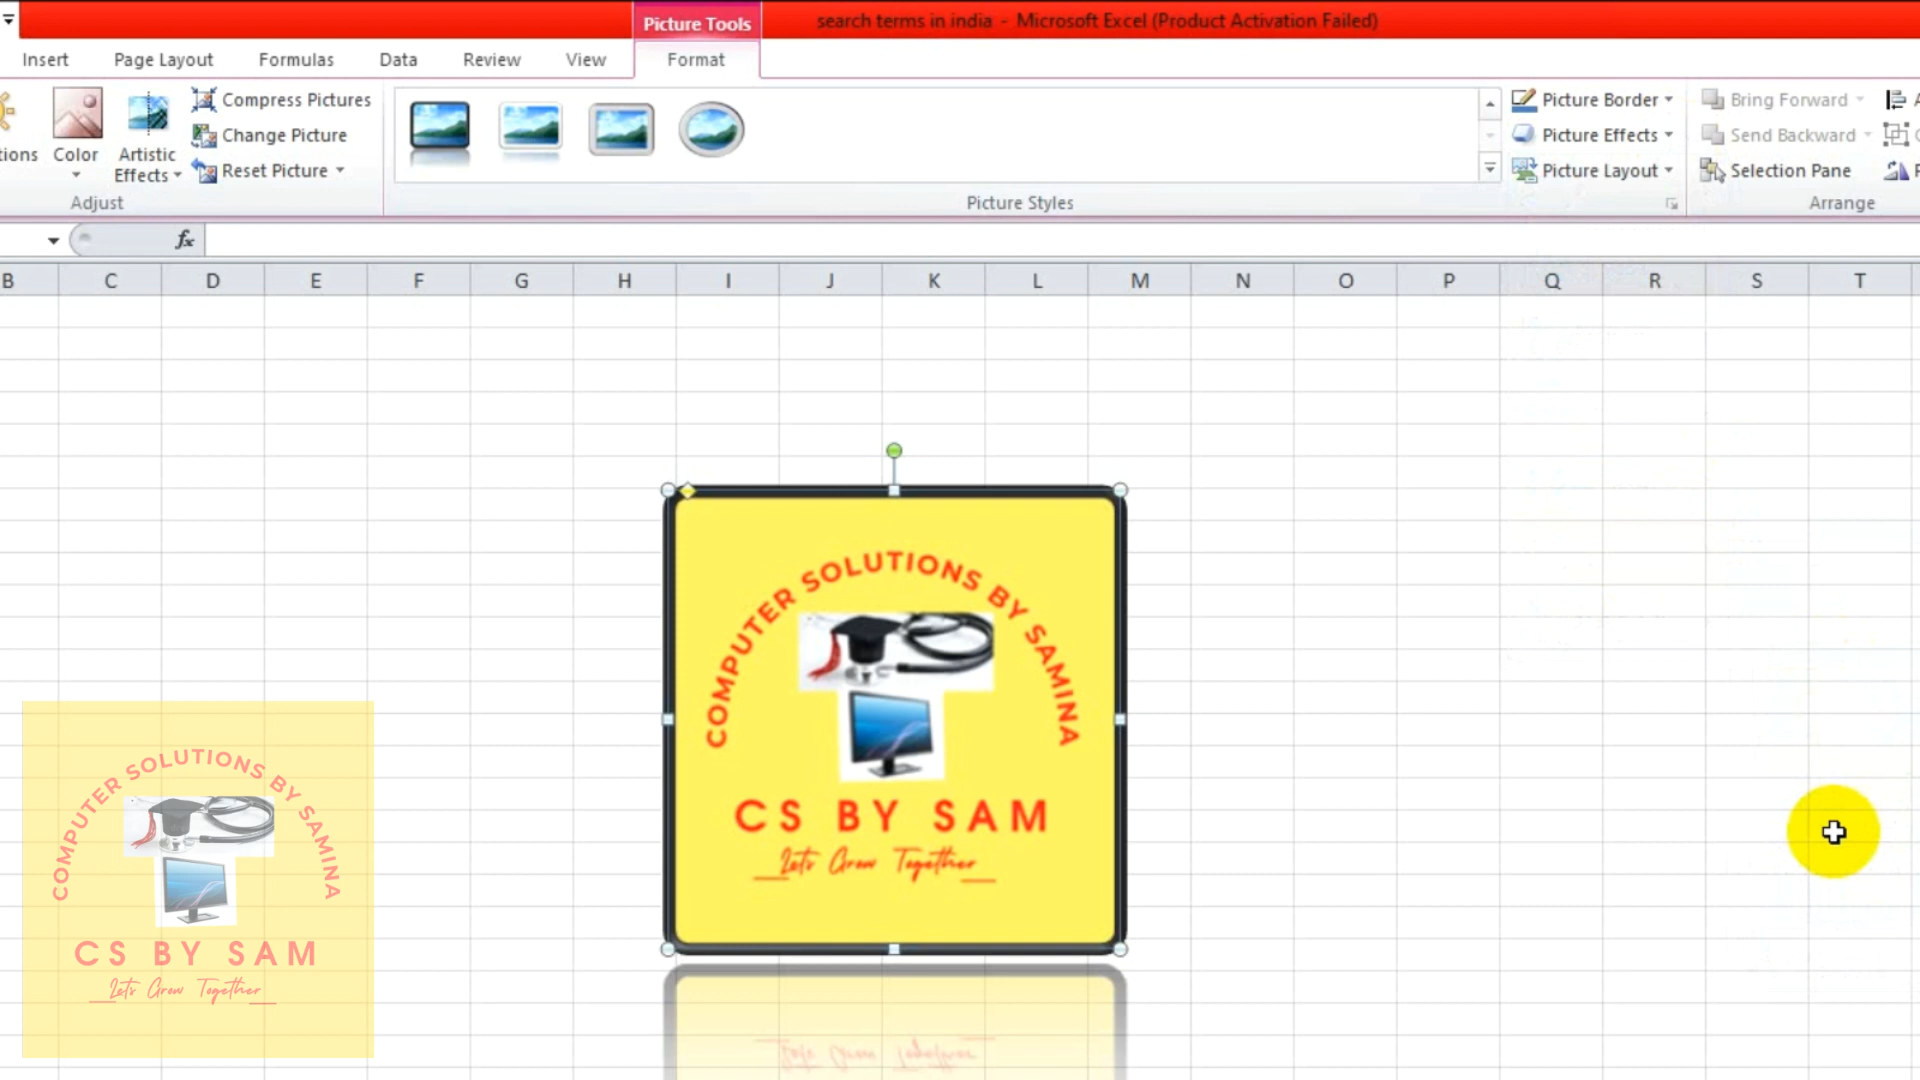 Picture Tools
search terms in india - Microsoft Excel (Product Activation Failed)
Insert Page Layout Formulas Data Review View Format
Compress Pictures
Change Picture
Reset Picture
Color
Artistic
Effects
Picture Border
Picture Effects
Picture Layout
Bring Forward
Send Backward
Selection Pane
Adjust Picture Styles Arrange
fx
B C D E F G H I J K L M N O P Q R S T
COMPUTER SOLUTIONS BY SAMINA
CS BY SAM
Lets Grow Together
COMPUTER SOLUTIONS BY SAMINA
CS BY SAM
Lets Grow Together